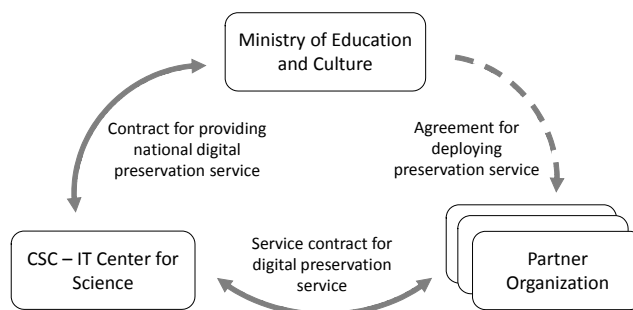 Ministry of Education
and Culture
Contract for providing
national digital
preservation service
Agreement for
deploying
preservation service
CSC – IT Center for
Science
Service contract for
digital preservation
service
Partner
Organization